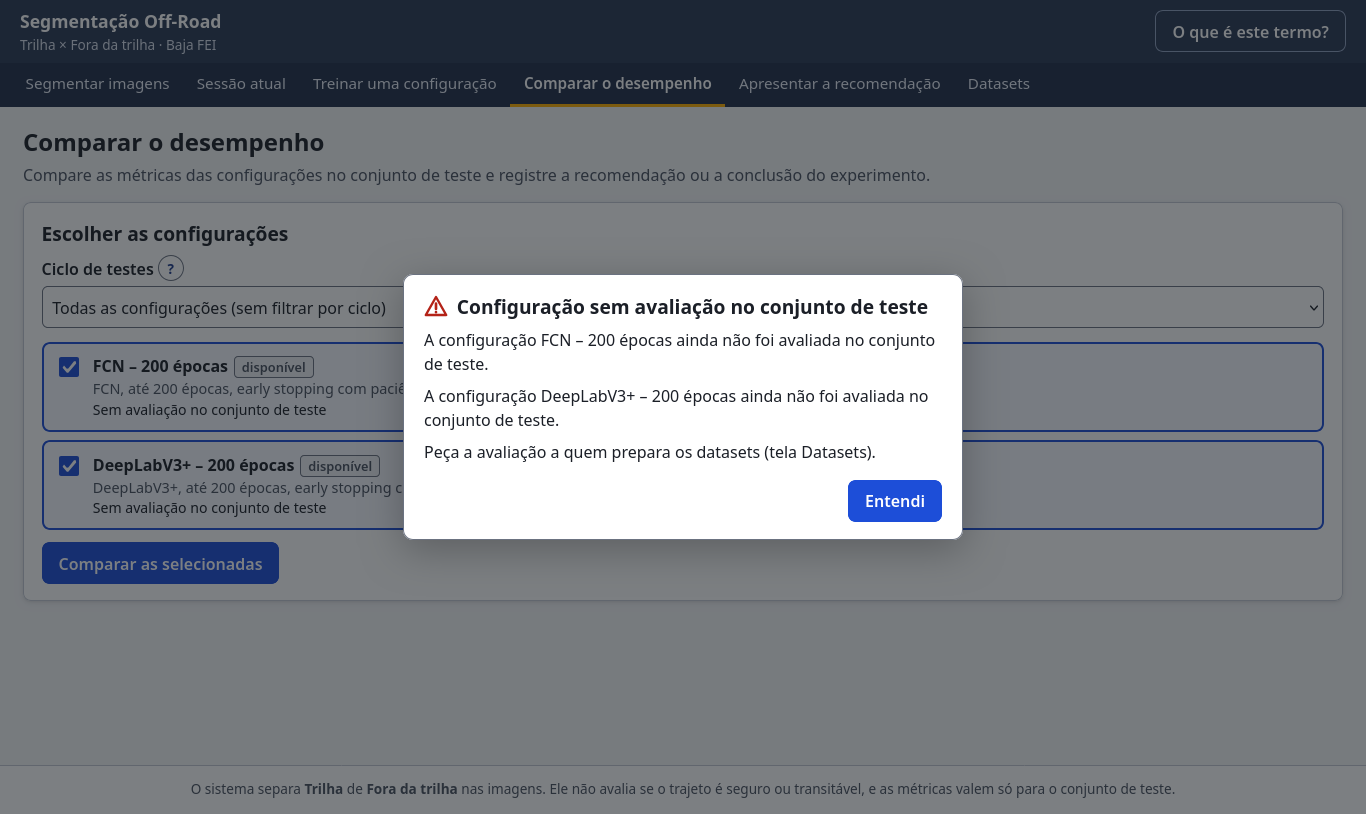 Segmentação Off-Road
Trilha × Fora da trilha · Baja FEI
O que é este termo?
Segmentar imagens
Sessão atual
Treinar uma configuração
Comparar o desempenho
Apresentar a recomendação
Datasets
Comparar o desempenho
Compare as métricas das configurações no conjunto de teste e registre a recomendação ou a conclusão do experimento.
Escolher as configurações
Ciclo de testes ?
Todas as configurações (sem filtrar por ciclo)
FCN – 200 épocas disponível
FCN, até 200 épocas, early stopping com
Sem avaliação no conjunto de teste
DeepLabV3+ – 200 épocas disponível
DeepLabV3+, até 200 épocas, early stopping
Sem avaliação no conjunto de teste
Comparar as selecionadas
Configuração sem avaliação no conjunto de teste
A configuração FCN – 200 épocas ainda não foi avaliada no conjunto
de teste.
A configuração DeepLabV3+ – 200 épocas ainda não foi avaliada no
conjunto de teste.
Peça a avaliação a quem prepara os datasets (tela Datasets).
Entendi
O sistema separa Trilha de Fora da trilha nas imagens. Ele não avalia se o trajeto é seguro ou transitável, e as métricas valem só para o conjunto de teste.